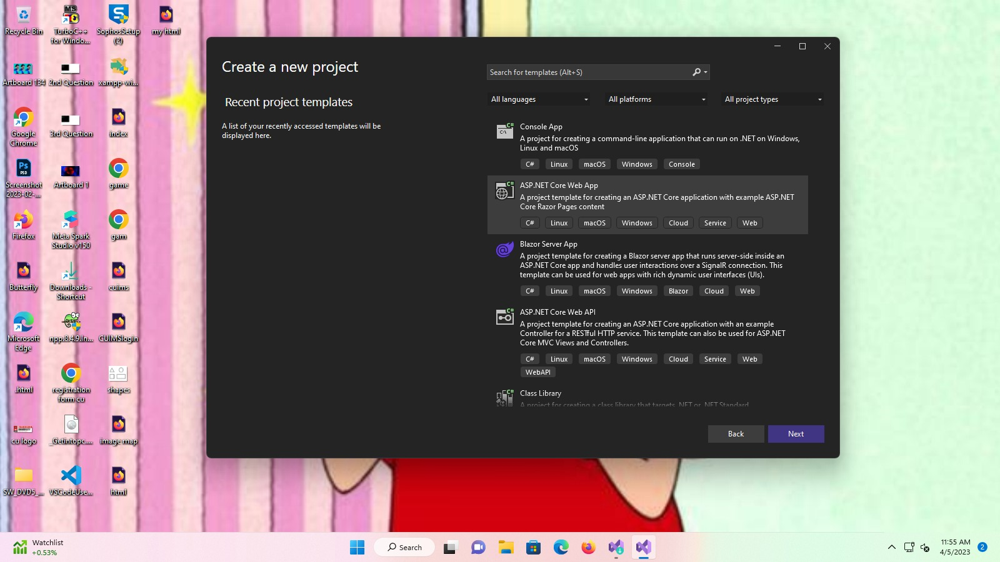 Recycle Bin
TurboC++
for Windo...
SophosSetup
(2)
my html
Artboard 134
2nd Question
xampp-wi...
Google
Chrome
3rd Question
index
Screenshot
2023-02-...
Artboard 1
game
Firefox
Meta Spark
Studio v150
gam
Butterfly
Downloads -
Shortcut
cuims
Microsoft
Edge
npp.8.4.9.In...
CUIMSlogin
.html
registration
form cu
shapes
cu logo
_Getintopc....
image map
SW_DVD5_...
VSCodeUse...
html
Create a new project
Recent project templates
A list of your recently accessed templates will be
displayed here.
Search for templates (Alt+S)
All languages
All platforms
All project types
Console App
A project for creating a command-line application that can run on .NET on Windows,
Linux and macOS
C# Linux macOS Windows Console
ASP.NET Core Web App
A project template for creating an ASP.NET Core application with example ASP.NET
Core Razor Pages content
C# Linux macOS Windows Cloud Service Web
Blazor Server App
A project template for creating a Blazor server app that runs server-side inside an
ASP.NET Core app and handles user interactions over a SignalR connection. This
template can be used for web apps with rich dynamic user interfaces (UIs).
C# Linux macOS Windows Blazor Cloud Web
ASP.NET Core Web API
A project template for creating an ASP.NET Core application with an example
Controller for a RESTful HTTP service. This template can also be used for ASP.NET
Core MVC Views and Controllers.
C# Linux macOS Windows Cloud Service Web
WebAPI
Class Library
A project for creating a class library that targets .NET or .NET Standard
Back
Next
Watchlist
+0.53%
Search
11:55 AM
4/5/2023
2